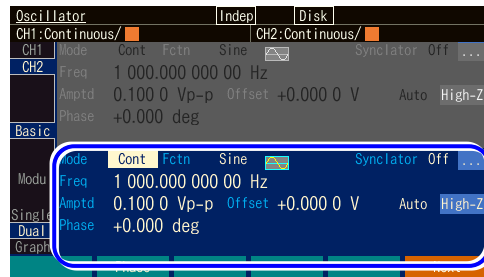 Oscillator Indep Disk
CH1:Continuous/ CH2:Continuous/
CH1 Mode Cont Fctn Sine Synclator Off ...
CH2 Freq 1 000.000 000 00 Hz
Amptd 0.100 0 Vp-p Offset +0.000 0 V Auto High-Z
Phase +0.000 deg
Basic
Mode Cont Fctn Sine Synclator Off ...
Modu Freq 1 000.000 000 00 Hz
Amptd 0.100 0 Vp-p Offset +0.000 0 V Auto High-Z
Single
Dual Phase +0.000 deg
Graph